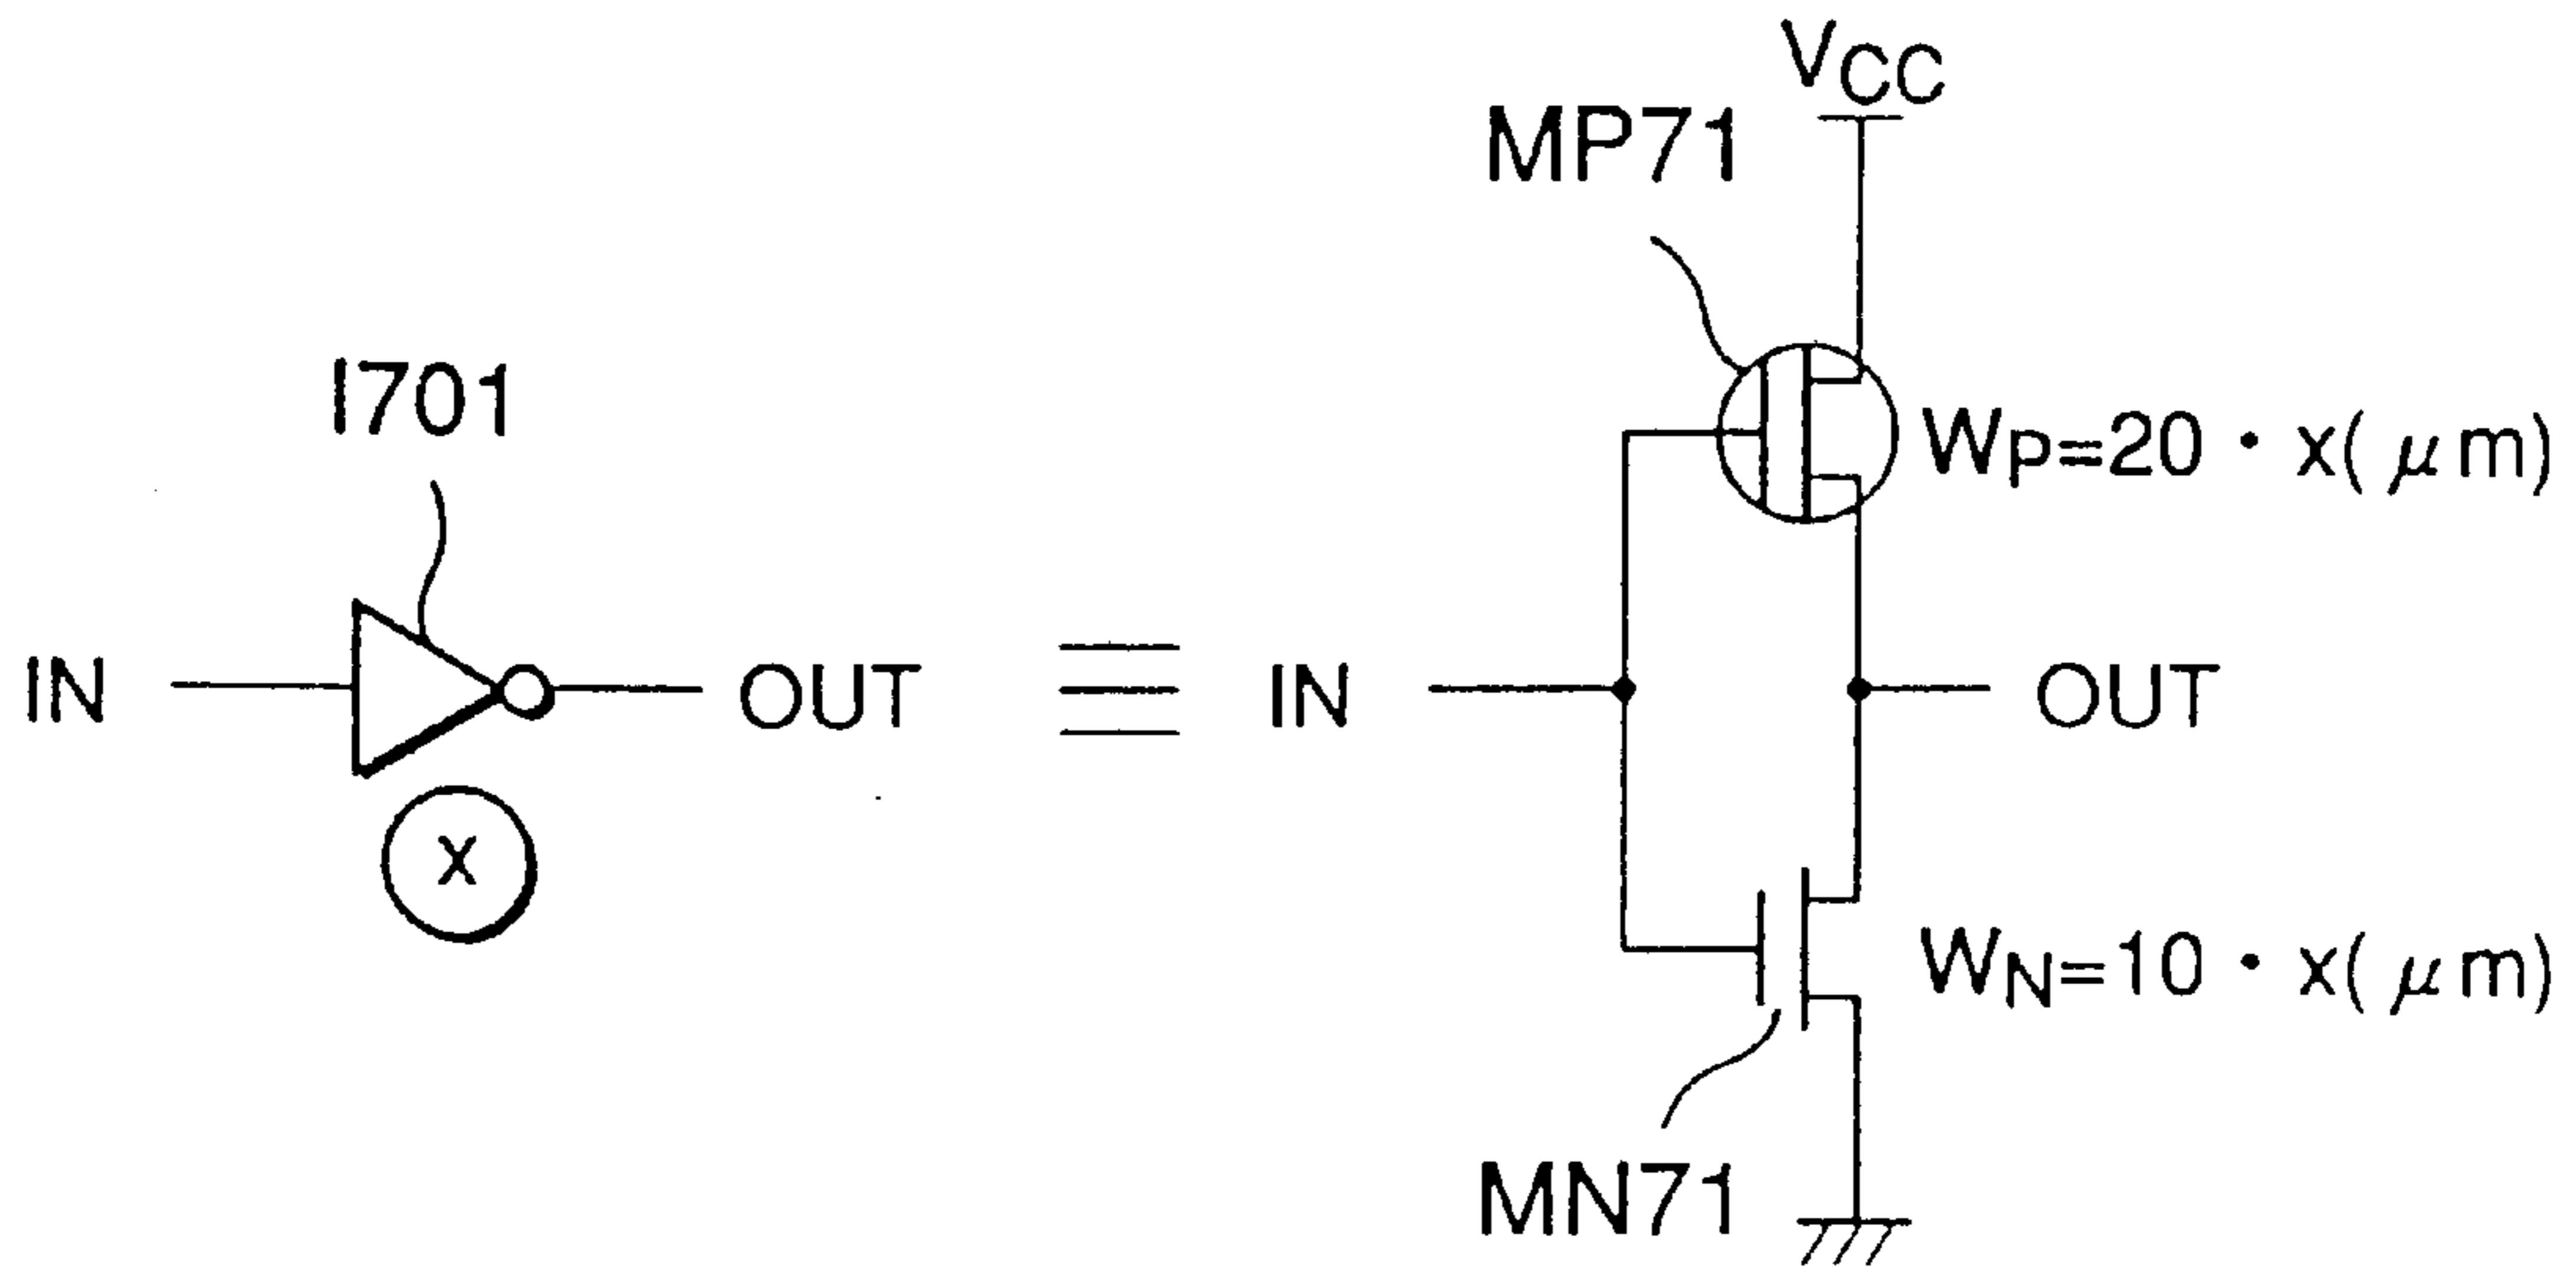 VCC
MP71
I701
WP=20・x(μm)
IN
OUT
IN
OUT
x
WN=10・x(μm)
MN71